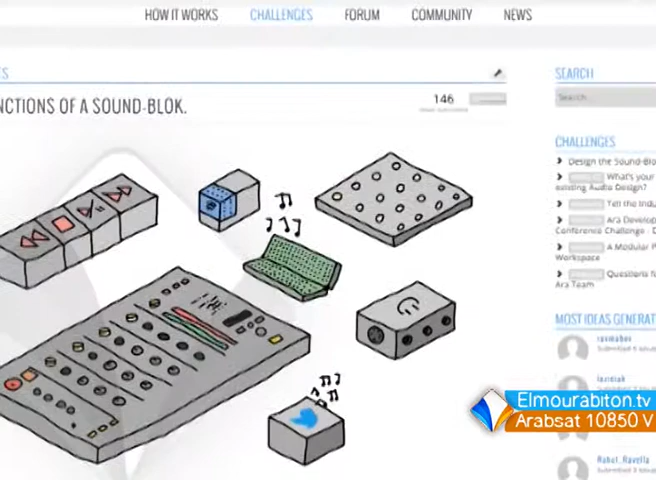 HOW IT WORKS CHALLENGES FORUM COMMUNITY NEWS
NCTIONS OF A SOUND-BLOK.
146
SEARCH
Search
CHALLENGES
Design the Sound-Blo
What's your
existing Audio Design?
Tell the Indu
Ara Develop
Conference Challenge - D
A Modular P
Workspace
Questions fo
Ara Team
MOST IDEAS GENERAT
Elmourabiton.tv
Arabsat 10850 V